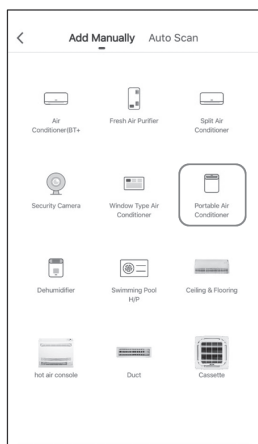 Add Manually Auto Scan
Air
Conditioner(BT+
Fresh Air Purifier
Split Air
Conditioner
Security Camera
Window Type Air
Conditioner
Portable Air
Conditioner
Dehumidifier
Swimming Pool
H/P
Ceiling & Flooring
hot air console
Duct
Cassette